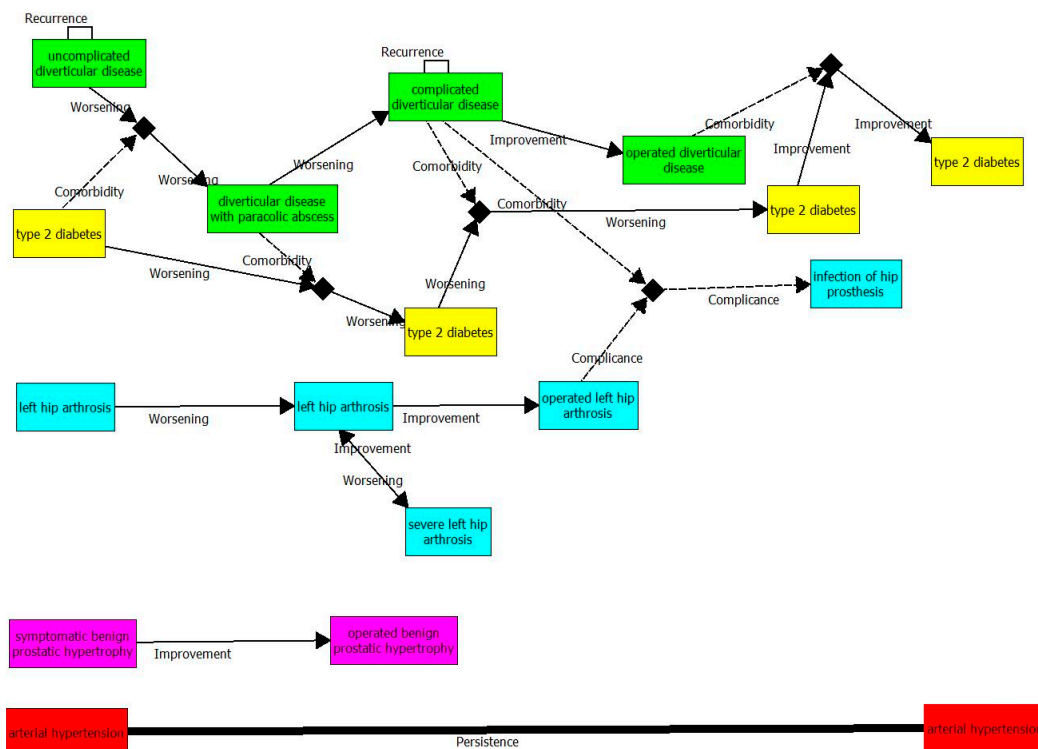 Recurrence
uncomplicated
diverticular disease
Recurrence
complicated
diverticular disease
Worsening
Comorbidity
Improvement
Improvement
operated diverticular
disease
type 2 diabetes
Worsening
Comorbidity
Worsening
Comorbidity
Improvement
diverticular disease
with paracolic abscess
Comorbidity
type 2 diabetes
type 2 diabetes
Worsening
Comorbidity
Worsening
Worsening
infection of hip
prosthesis
Complicance
Worsening
type 2 diabetes
Complicance
left hip arthrosis
Worsening
left hip arthrosis
Improvement
operated left hip
arthrosis
Improvement
Worsening
severe left hip
arthrosis
symptomatic benign
prostatic hypertrophy
Improvement
operated benign
prostatic hypertrophy
arterial hypertension
Persistence
arterial hypertension